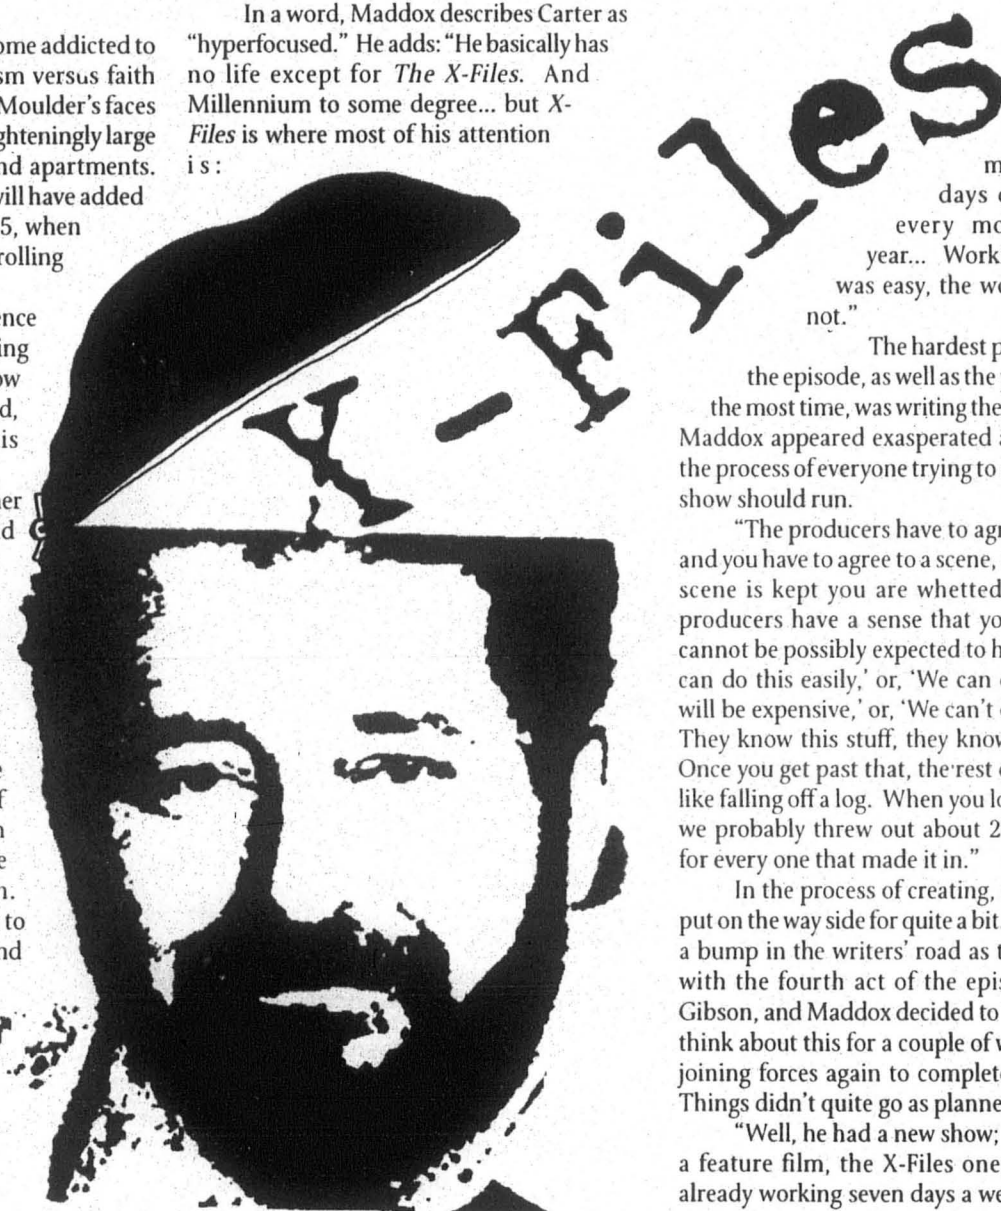 ome addicted to
sm versus faith
Moulder's faces
ghteningly large
nd apartments.
vill have added
5, when
rolling
ence
ing
ow
d,
is
er
d
f
n
e
n.
to
nd
In a word, Maddox describes Carter as
"hyperfocused." He adds: "He basically has
no life except for The X-Files. And
Millennium to some degree... but X-
Files is where most of his attention
is:
X-Files
m
days
every mo
year... Work
was easy, the we
not."
The hardest p
the episode, as well as the
the most time, was writing the
Maddox appeared exasperated
the process of everyone trying to
show should run.
"The producers have to agr
and you have to agree to a scene,
scene is kept you are whetted
producers have a sense that yo
cannot be possibly expected to h
can do this easily,' or, 'We can
will be expensive,' or, 'We can't
They know this stuff, they know
Once you get past that, the rest
like falling off a log. When you lo
we probably threw out about 2
for every one that made it in."
In the process of creating,
put on the way side for quite a bit.
a bump in the writers' road as t
with the fourth act of the epis
Gibson, and Maddox decided to
think about this for a couple of w
joining forces again to complet
Things didn't quite go as planne
"Well, he had a new show;
a feature film, the X-Files one
already working seven days a we